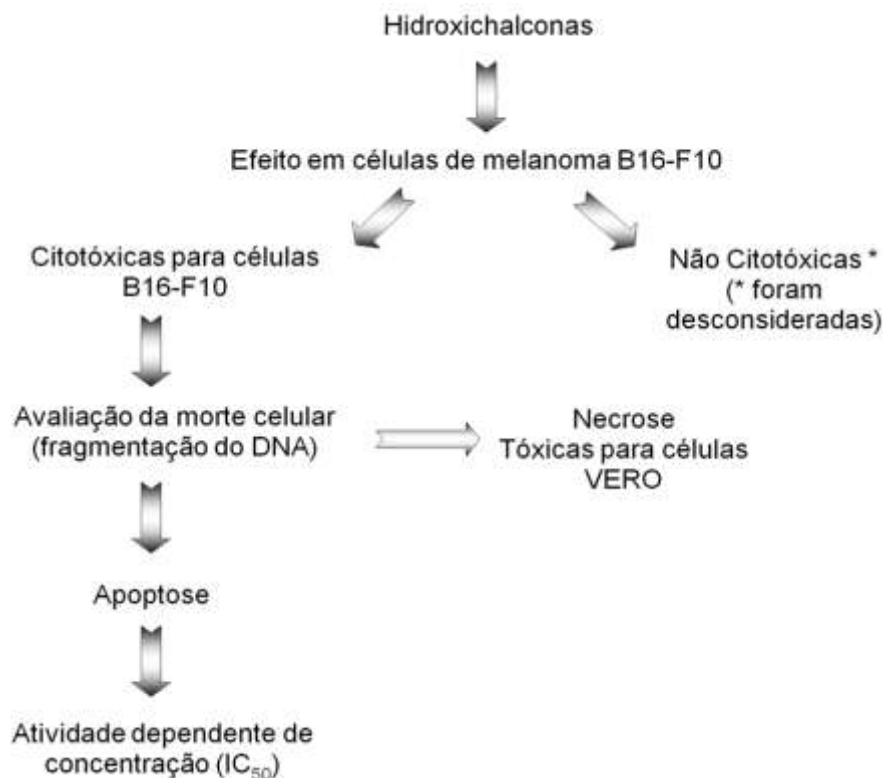 Hidroxichalconas
Efeito em células de melanoma B16-F10
Citotóxicas para células
B16-F10
Não Citotóxicas *
(* foram
desconsideradas)
Avaliação da morte celular
(fragmentação do DNA)
Necrose
Tóxicas para células
VERO
Apoptose
Atividade dependente de
concentração (IC₅₀)